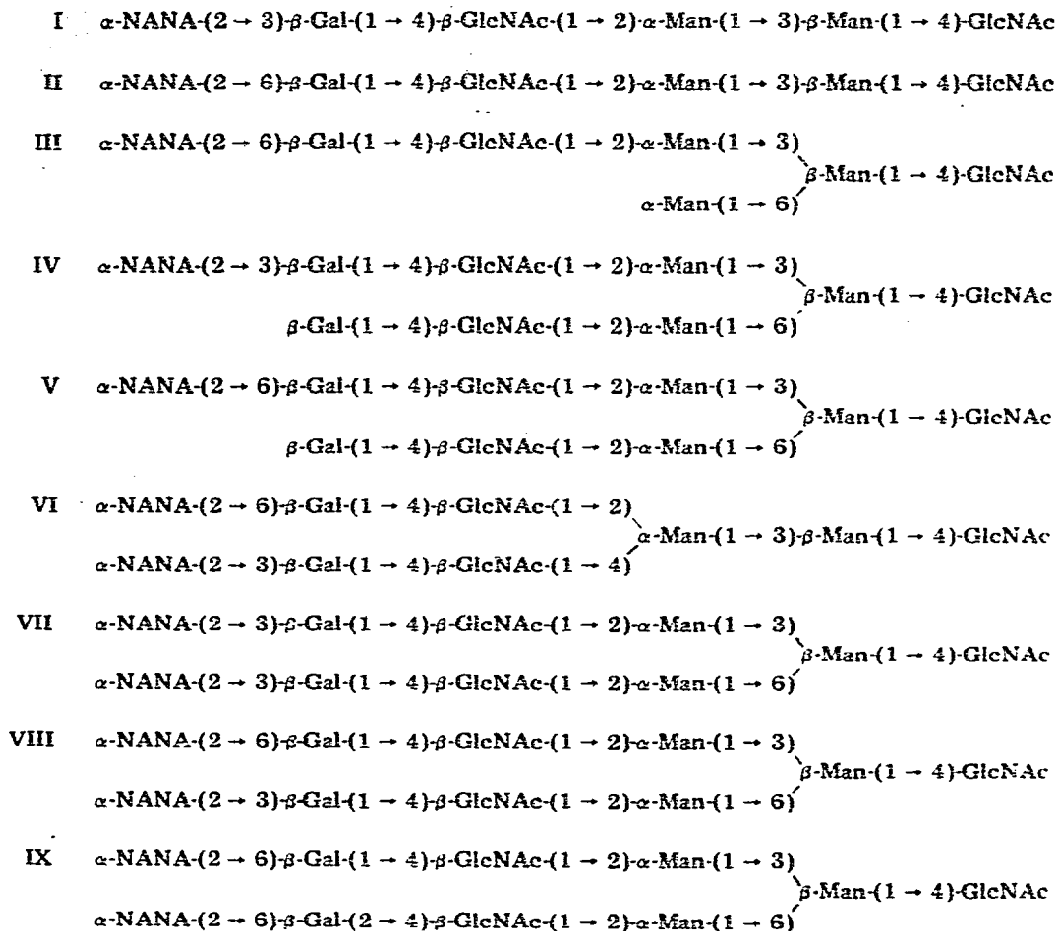 I α-NANA-(2 → 3)-β-Gal-(1 → 4)-β-GlcNAc-(1 → 2)-α-Man-(1 → 3)-β-Man-(1 → 4)-GlcNAc
II α-NANA-(2 → 6)-β-Gal-(1 → 4)-β-GlcNAc-(1 → 2)-α-Man-(1 → 3)-β-Man-(1 → 4)-GlcNAc
III α-NANA-(2 → 6)-β-Gal-(1 → 4)-β-GlcNAc-(1 → 2)-α-Man-(1 → 3)
β-Man-(1 → 4)-GlcNAc
α-Man-(1 → 6)
IV α-NANA-(2 → 3)-β-Gal-(1 → 4)-β-GlcNAc-(1 → 2)-α-Man-(1 → 3)
β-Man-(1 → 4)-GlcNAc
β-Gal-(1 → 4)-β-GlcNAc-(1 → 2)-α-Man-(1 → 6)
V α-NANA-(2 → 6)-β-Gal-(1 → 4)-β-GlcNAc-(1 → 2)-α-Man-(1 → 3)
β-Man-(1 → 4)-GlcNAc
β-Gal-(1 → 4)-β-GlcNAc-(1 → 2)-α-Man-(1 → 6)
VI α-NANA-(2 → 6)-β-Gal-(1 → 4)-β-GlcNAc-(1 → 2)
α-Man-(1 → 3)-β-Man-(1 → 4)-GlcNAc
α-NANA-(2 → 3)-β-Gal-(1 → 4)-β-GlcNAc-(1 → 4)
VII α-NANA-(2 → 3)-β-Gal-(1 → 4)-β-GlcNAc-(1 → 2)-α-Man-(1 → 3)
β-Man-(1 → 4)-GlcNAc
α-NANA-(2 → 3)-β-Gal-(1 → 4)-β-GlcNAc-(1 → 2)-α-Man-(1 → 6)
VIII α-NANA-(2 → 6)-β-Gal-(1 → 4)-β-GlcNAc-(1 → 2)-α-Man-(1 → 3)
β-Man-(1 → 4)-GlcNAc
α-NANA-(2 → 3)-β-Gal-(1 → 4)-β-GlcNAc-(1 → 2)-α-Man-(1 → 6)
IX α-NANA-(2 → 6)-β-Gal-(1 → 4)-β-GlcNAc-(1 → 2)-α-Man-(1 → 3)
β-Man-(1 → 4)-GlcNAc
α-NANA-(2 → 6)-β-Gal-(2 → 4)-β-GlcNAc-(1 → 2)-α-Man-(1 → 6)